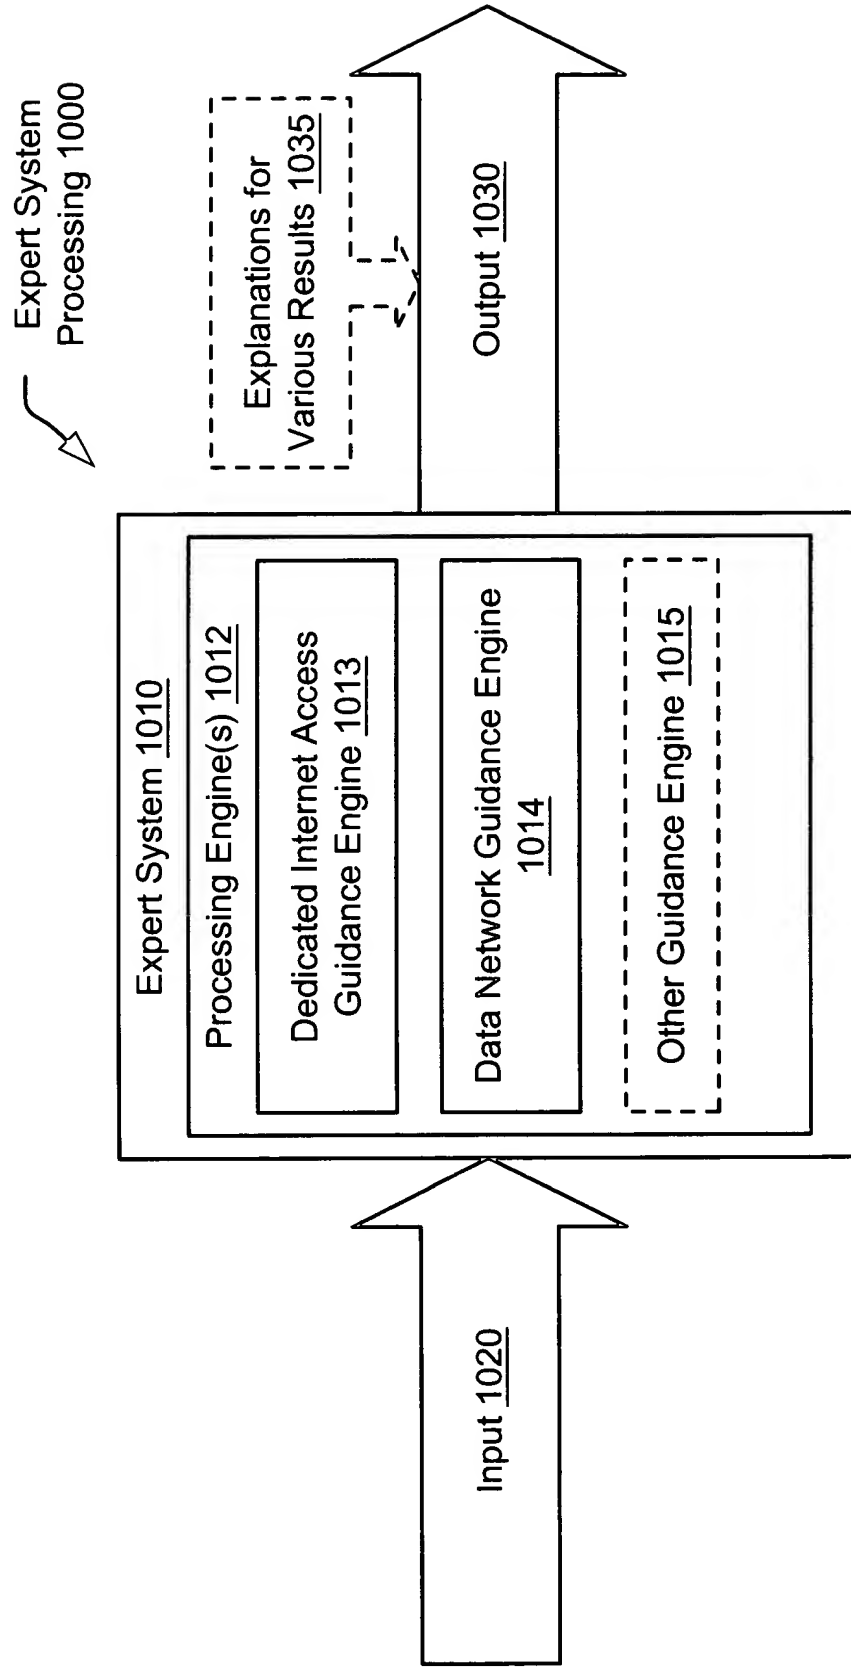 Expert System
Processing 1000
Expert System 1010
Processing Engine(s) 1012
Dedicated Internet Access
Guidance Engine 1013
Data Network Guidance Engine
1014
Other Guidance Engine 1015
Input 1020
Explanations for
Various Results 1035
Output 1030